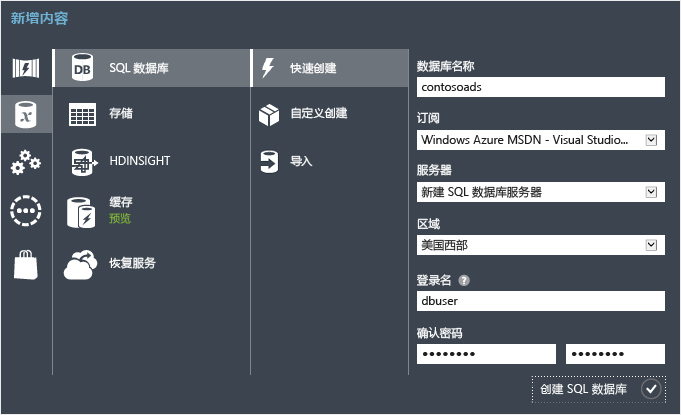 新增内容
DB
SQL 数据库
存储
HDINSIGHT
缓存
预览
恢复服务
快速创建
自定义创建
导入
数据库名称
contosoads
订阅
Windows Azure MSDN - Visual Studio...
服务器
新建 SQL 数据库服务器
区域
美国西部
登录名 ?
dbuser
确认密码
•••••••• ••••••••
创建 SQL 数据库